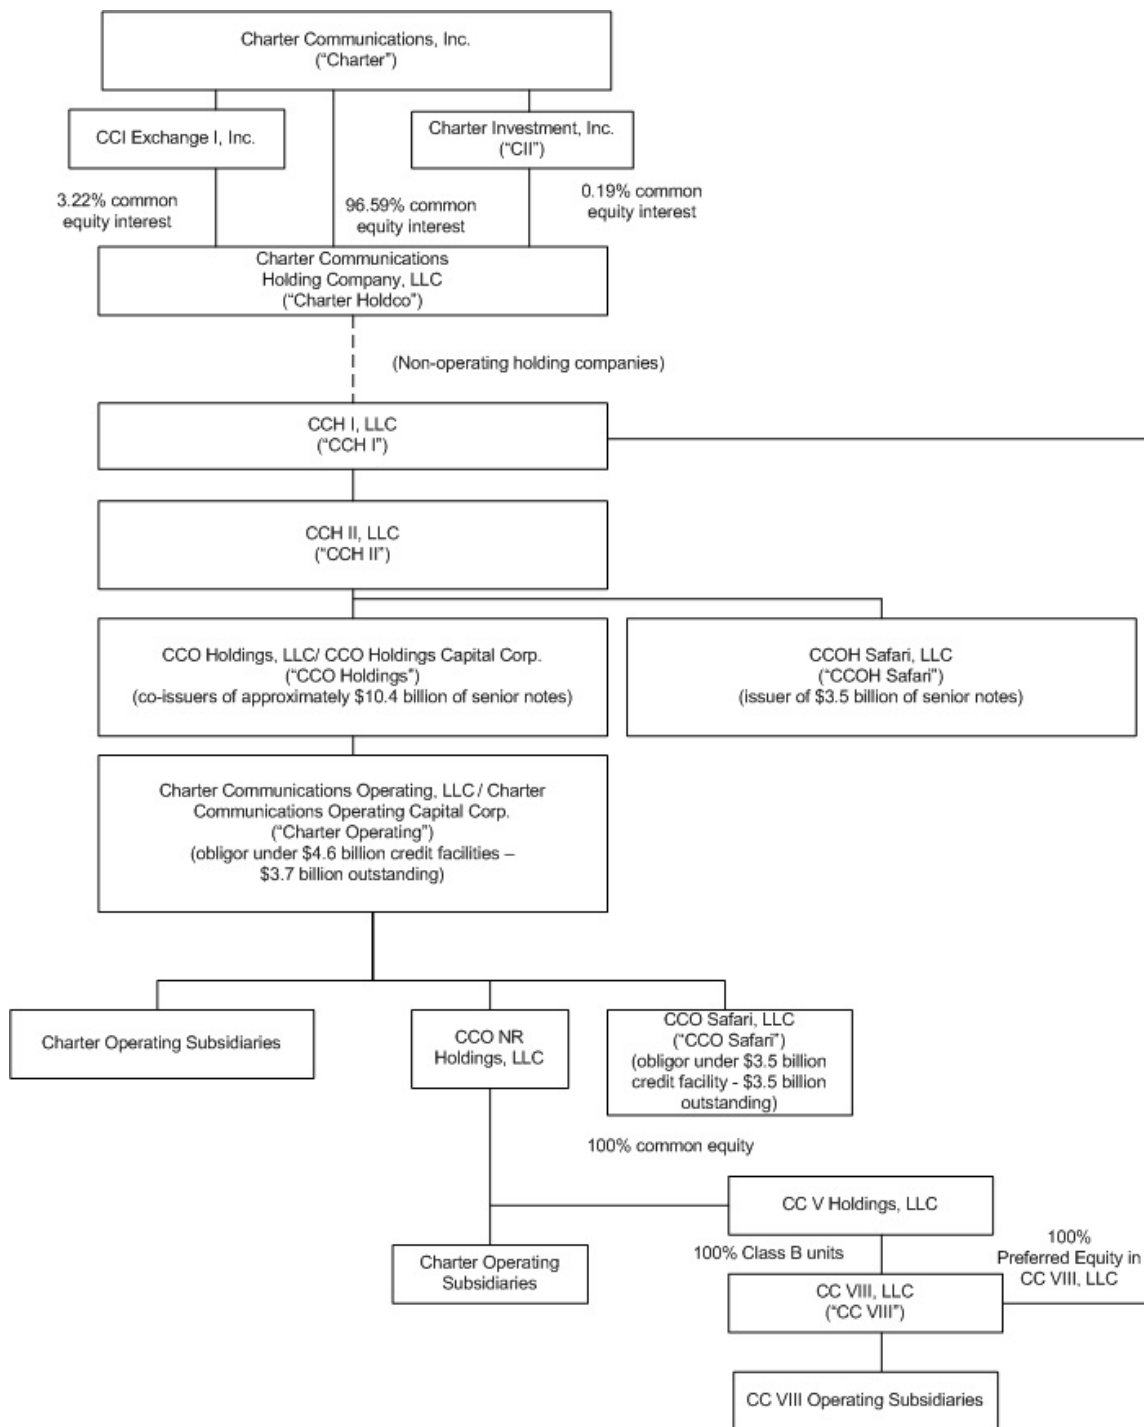 Charter Communications, Inc.
(“Charter”)
CCI Exchange I, Inc.
Charter Investment, Inc.
(“CII”)
3.22% common
equity interest
96.59% common
equity interest
0.19% common
equity interest
Charter Communications
Holding Company, LLC
(“Charter Holdco”)
(Non-operating holding companies)
CCH I, LLC
(“CCH I”)
CCH II, LLC
(“CCH II”)
CCO Holdings, LLC/ CCO Holdings Capital Corp.
(“CCO Holdings”)
(co-issuers of approximately $10.4 billion of senior notes)
CCOH Safari, LLC
(“CCOH Safari”)
(issuer of $3.5 billion of senior notes)
Charter Communications Operating, LLC / Charter
Communications Operating Capital Corp.
(“Charter Operating”)
(obligor under $4.6 billion credit facilities –
$3.7 billion outstanding)
Charter Operating Subsidiaries
CCO NR
Holdings, LLC
CCO Safari, LLC
(“CCO Safari”)
(obligor under $3.5 billion
credit facility - $3.5 billion
outstanding)
100% common equity
CC V Holdings, LLC
Charter Operating
Subsidiaries
100% Class B units
100%
Preferred Equity in
CC VIII, LLC
CC VIII, LLC
(“CC VIII”)
CC VIII Operating Subsidiaries